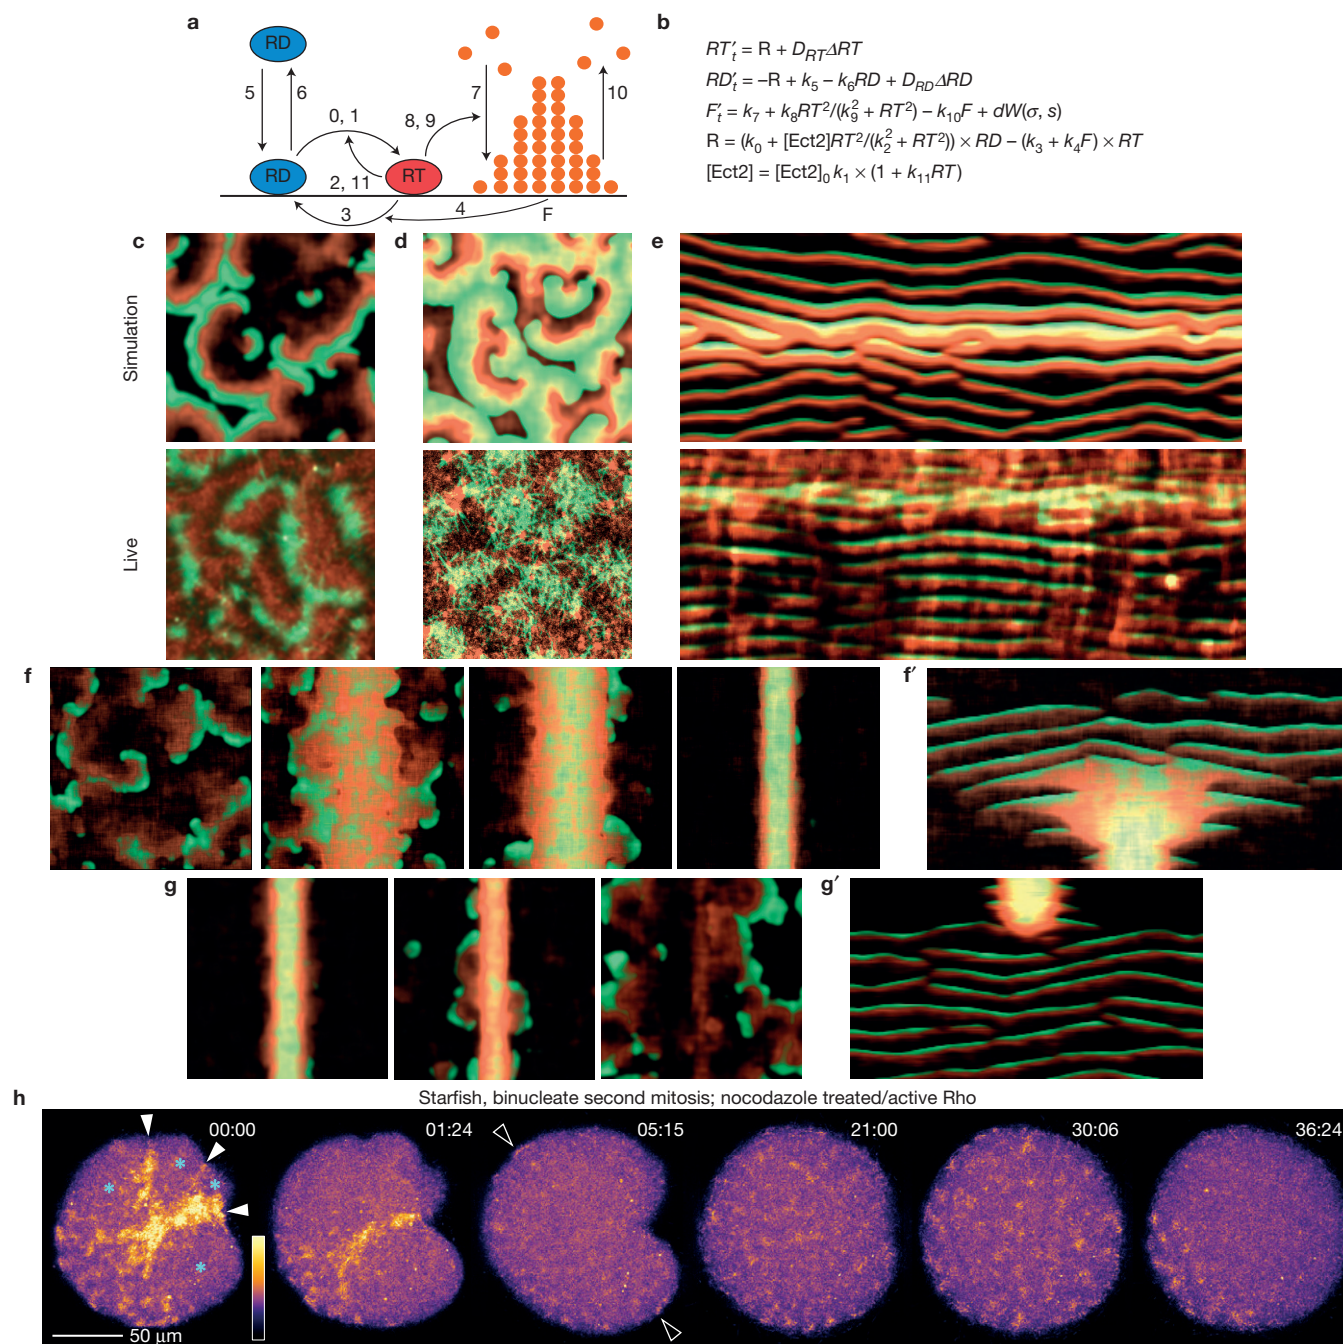 a
RD
5
6
RD
0, 1
2, 11
3
RT
8, 9
4
7
10
F
b
RT′t = R + D_RTΔRT
RD′t = –R + k5 – k6RD + D_RDΔRD
F′t = k7 + k8RT²/(k9² + RT²) – k10F + dW(σ, s)
R = (k0 + [Ect2]RT²/(k2² + RT²)) × RD – (k3 + k4F) × RT
[Ect2] = [Ect2]0 k1 × (1 + k11RT)
c
d
e
Simulation
Live
f
f′
g
g′
h
Starfish, binucleate second mitosis; nocodazole treated/active Rho
00:00
01:24
05:15
21:00
30:06
36:24
*
*
*
*
50 µm